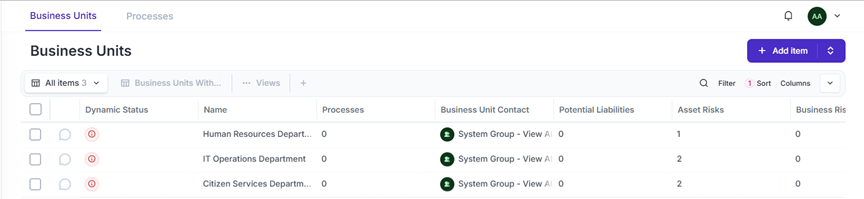 Business Units Processes AA
Business Units + Add item
All items 3 Business Units With... ··· Views + Filter 1 Sort Columns
Dynamic Status Name Processes Business Unit Contact Potential Liabilities Asset Risks Business Ris
Human Resources Depart... 0 System Group - View A 0 1 0
IT Operations Department 0 System Group - View A 0 2 0
Citizen Services Departm... 0 System Group - View A 0 2 0